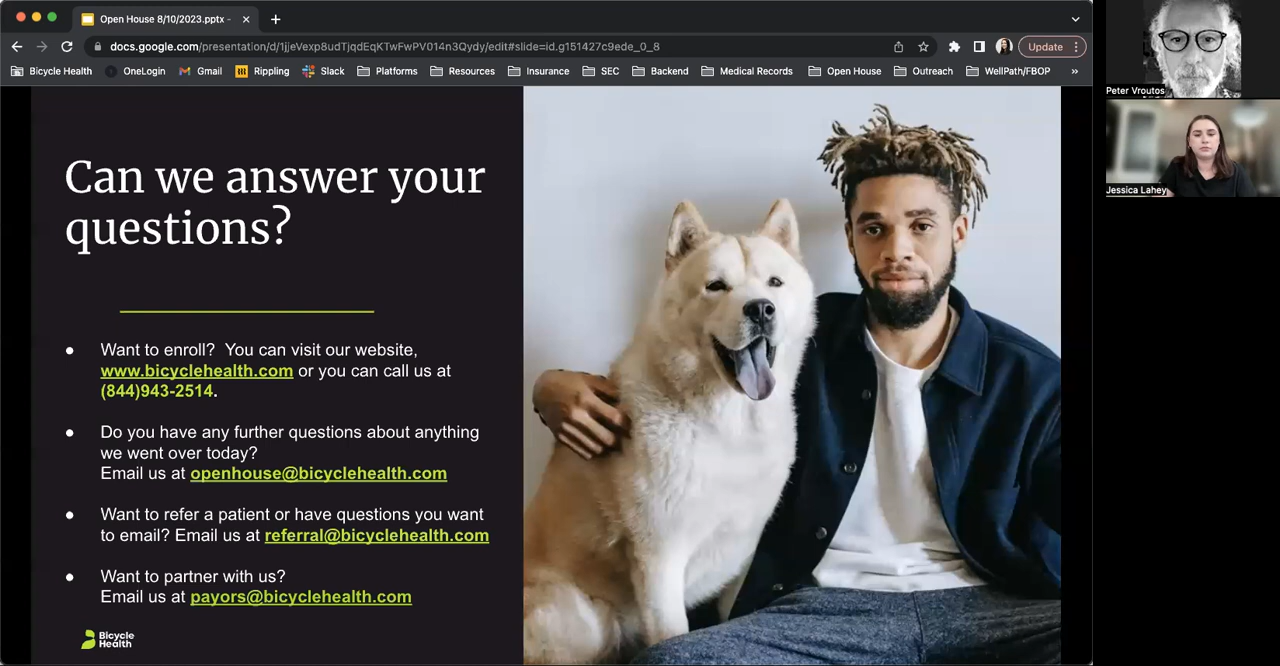 Open House 8/10/2023.pptx -
docs.google.com/presentation/d/1jjeVexp8udTjqdEqKTwFwPV014n3Qydy/edit#slide=id.g151427c9ede_0_8
Update
Bicycle Health OneLogin Gmail Rippling Slack Platforms Resources Insurance SEC Backend Medical Records Open House Outreach WellPath/FBOP »
Can we answer your
questions?
● Want to enroll? You can visit our website,
www.bicyclehealth.com or you can call us at
(844)943-2514.
● Do you have any further questions about anything
we went over today?
Email us at openhouse@bicyclehealth.com
● Want to refer a patient or have questions you want
to email? Email us at referral@bicyclehealth.com
● Want to partner with us?
Email us at payors@bicyclehealth.com
Bicycle
Health
Peter Vroutos
Jessica Lahey